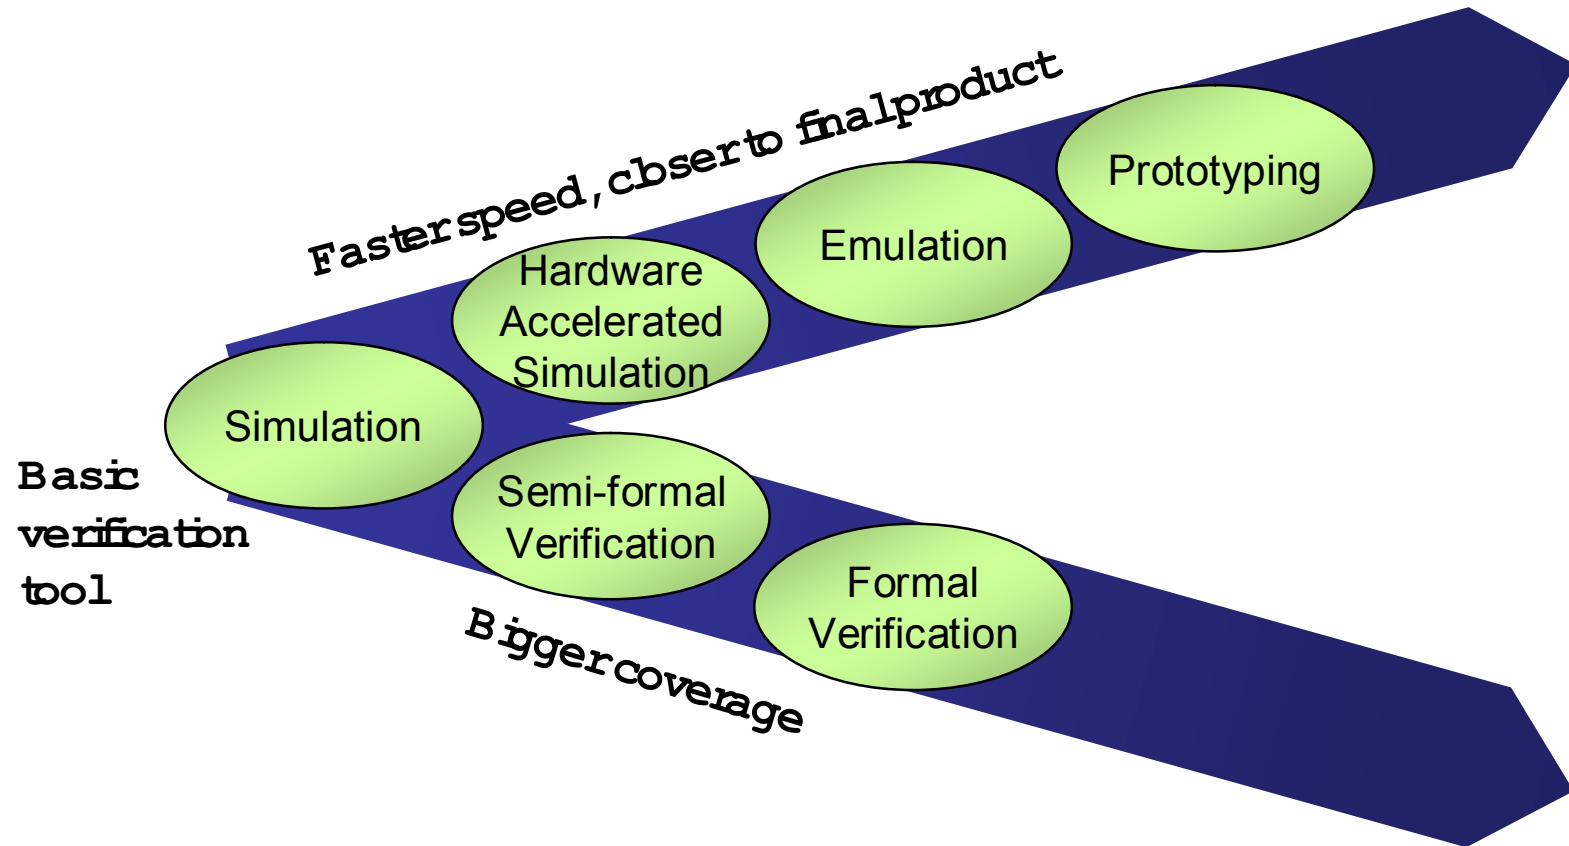 Faster speed, closer to final product
Prototyping
Emulation
Hardware
Accelerated
Simulation
Simulation
Basic
verification
tool
Semi-formal
Verification
Formal
Verification
Bigger coverage